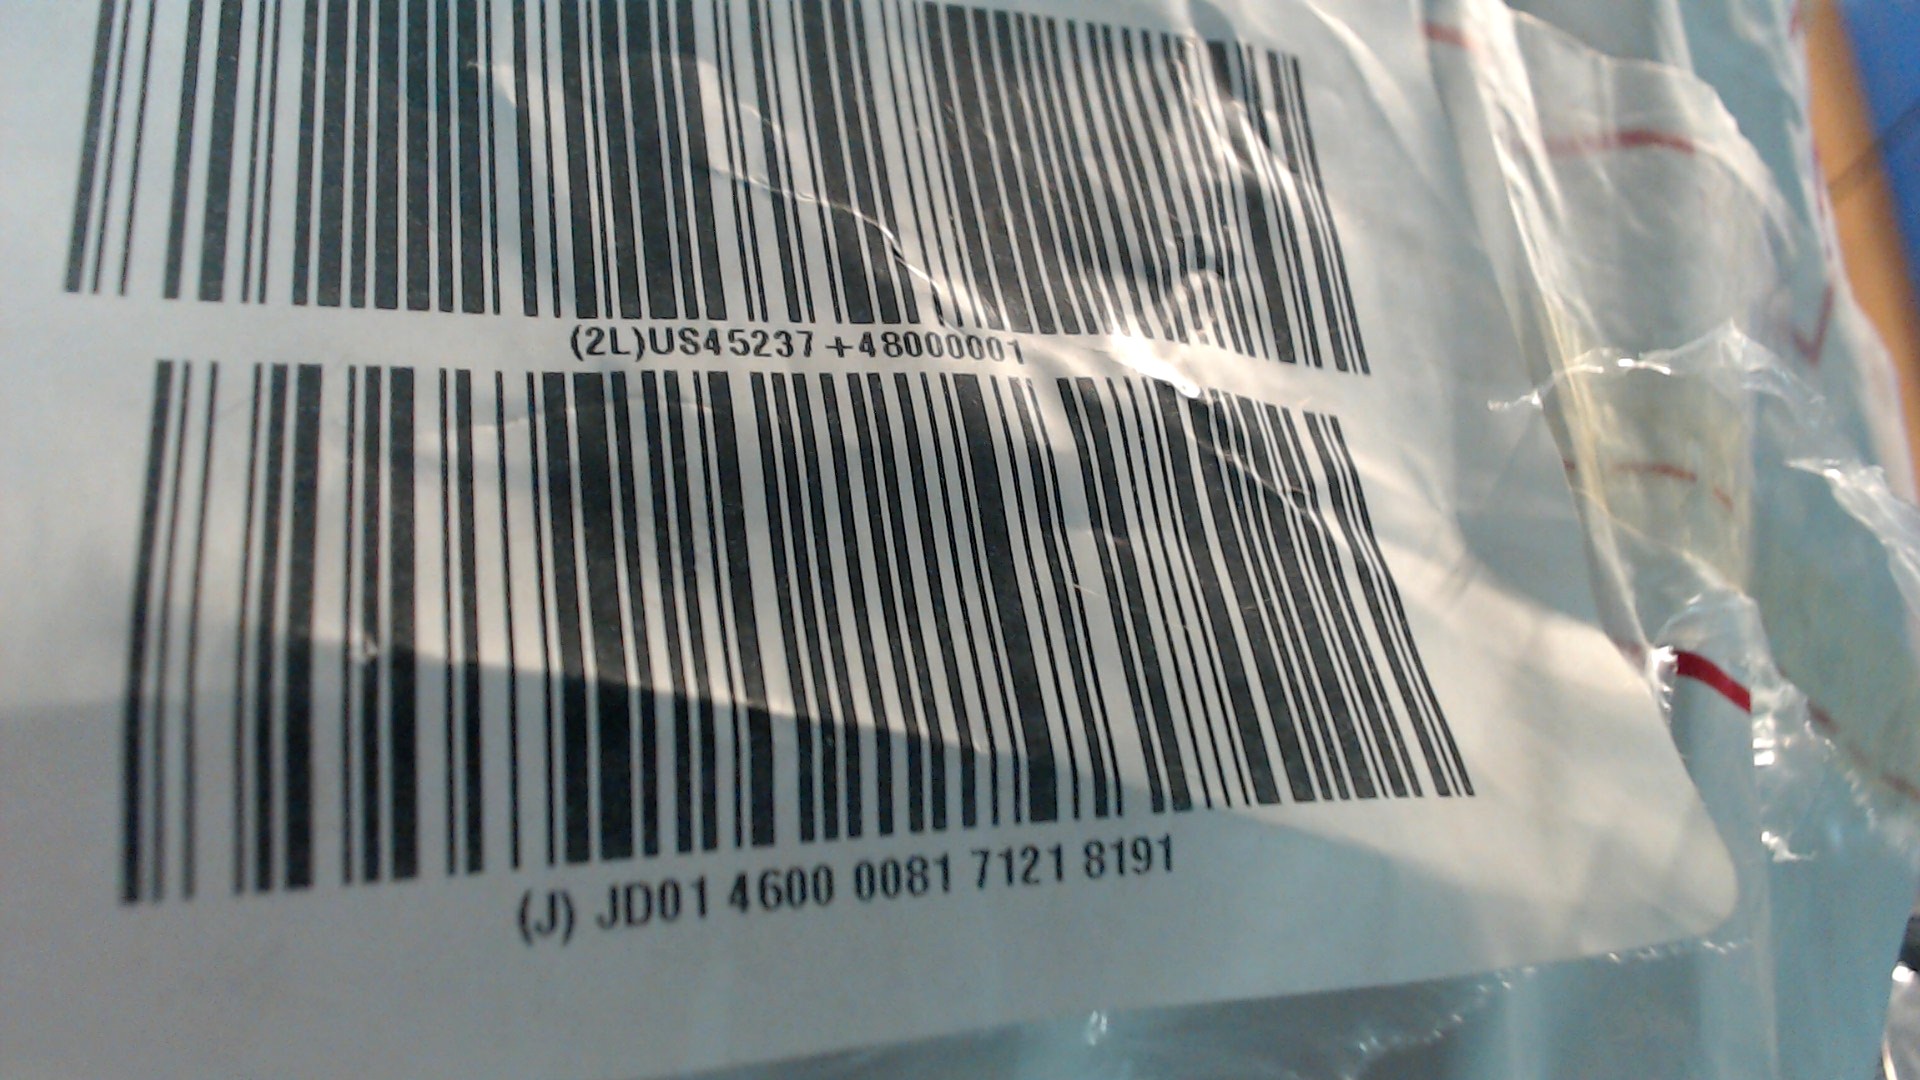 (2L)US45237+48000001
(J) JD01 4600 0081 7121 8191